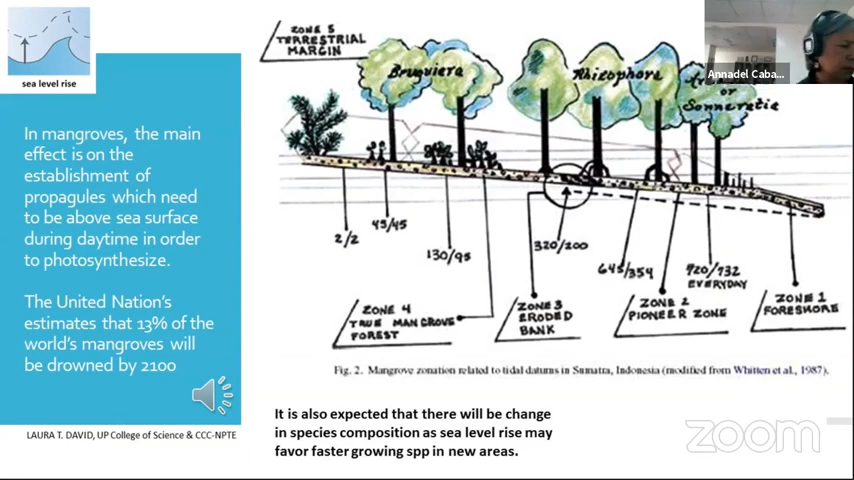 sea level rise
In mangroves, the main
effect is on the
establishment of
propagules which need
to be above sea surface
during daytime in order
to photosynthesize.
The United Nation's
estimates that 13% of the
world's mangroves will
be drowned by 2100
LAURA T. DAVID, UP College of Science & CCC-NPTE
ZONE 5
TERRESTRIAL
MARGIN
Bruguiera
Rhizophora
or
Sonneratia
2/2
45/45
130/95
320/200
645/354
720/732
EVERYDAY
ZONE 4
TRUE MANGROVE
FOREST
ZONE 3
ERODED
BANK
ZONE 2
PIONEER ZONE
ZONE 1
FORESHORE
Fig. 2. Mangrove zonation related to tidal datums in Sumatra, Indonesia (modified from Whitten et al., 1987).
It is also expected that there will be change
in species composition as sea level rise may
favor faster growing spp in new areas.
Annadel Caba...
zoom